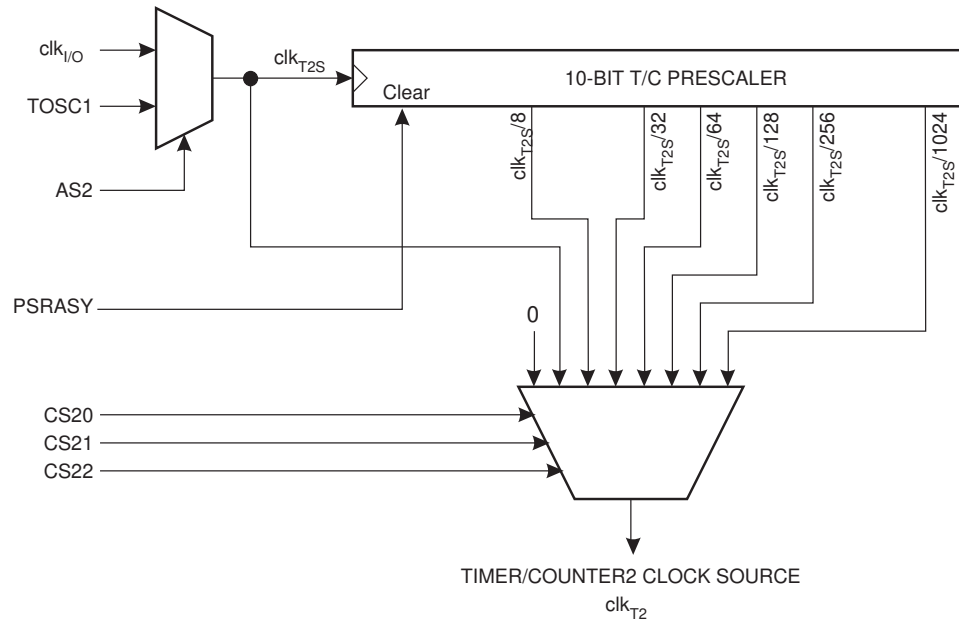 clkI/O
clkT2S
10-BIT T/C PRESCALER
TOSC1
Clear
clkT2S/8
clkT2S/32
clkT2S/64
clkT2S/128
clkT2S/256
clkT2S/1024
AS2
PSRASY
0
CS20
CS21
CS22
TIMER/COUNTER2 CLOCK SOURCE
clkT2